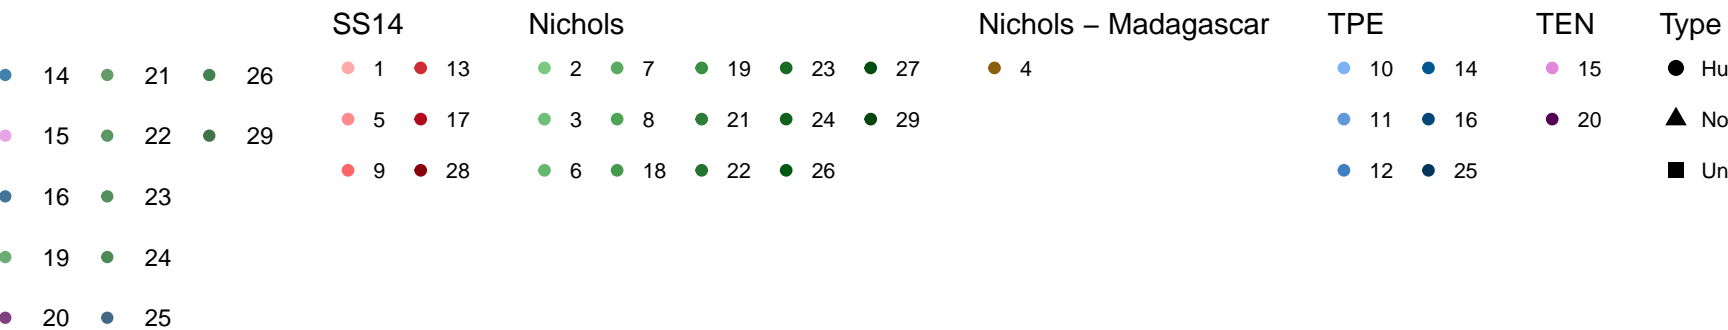 SS14 Nichols Nichols – Madagascar TPE TEN Type
14 21 26 1 13 2 7 19 23 27 4 10 14 15 Hu
15 22 29 5 17 3 8 21 24 29 11 16 20 No
16 23 9 28 6 18 22 26 12 25 Un
19 24
20 25